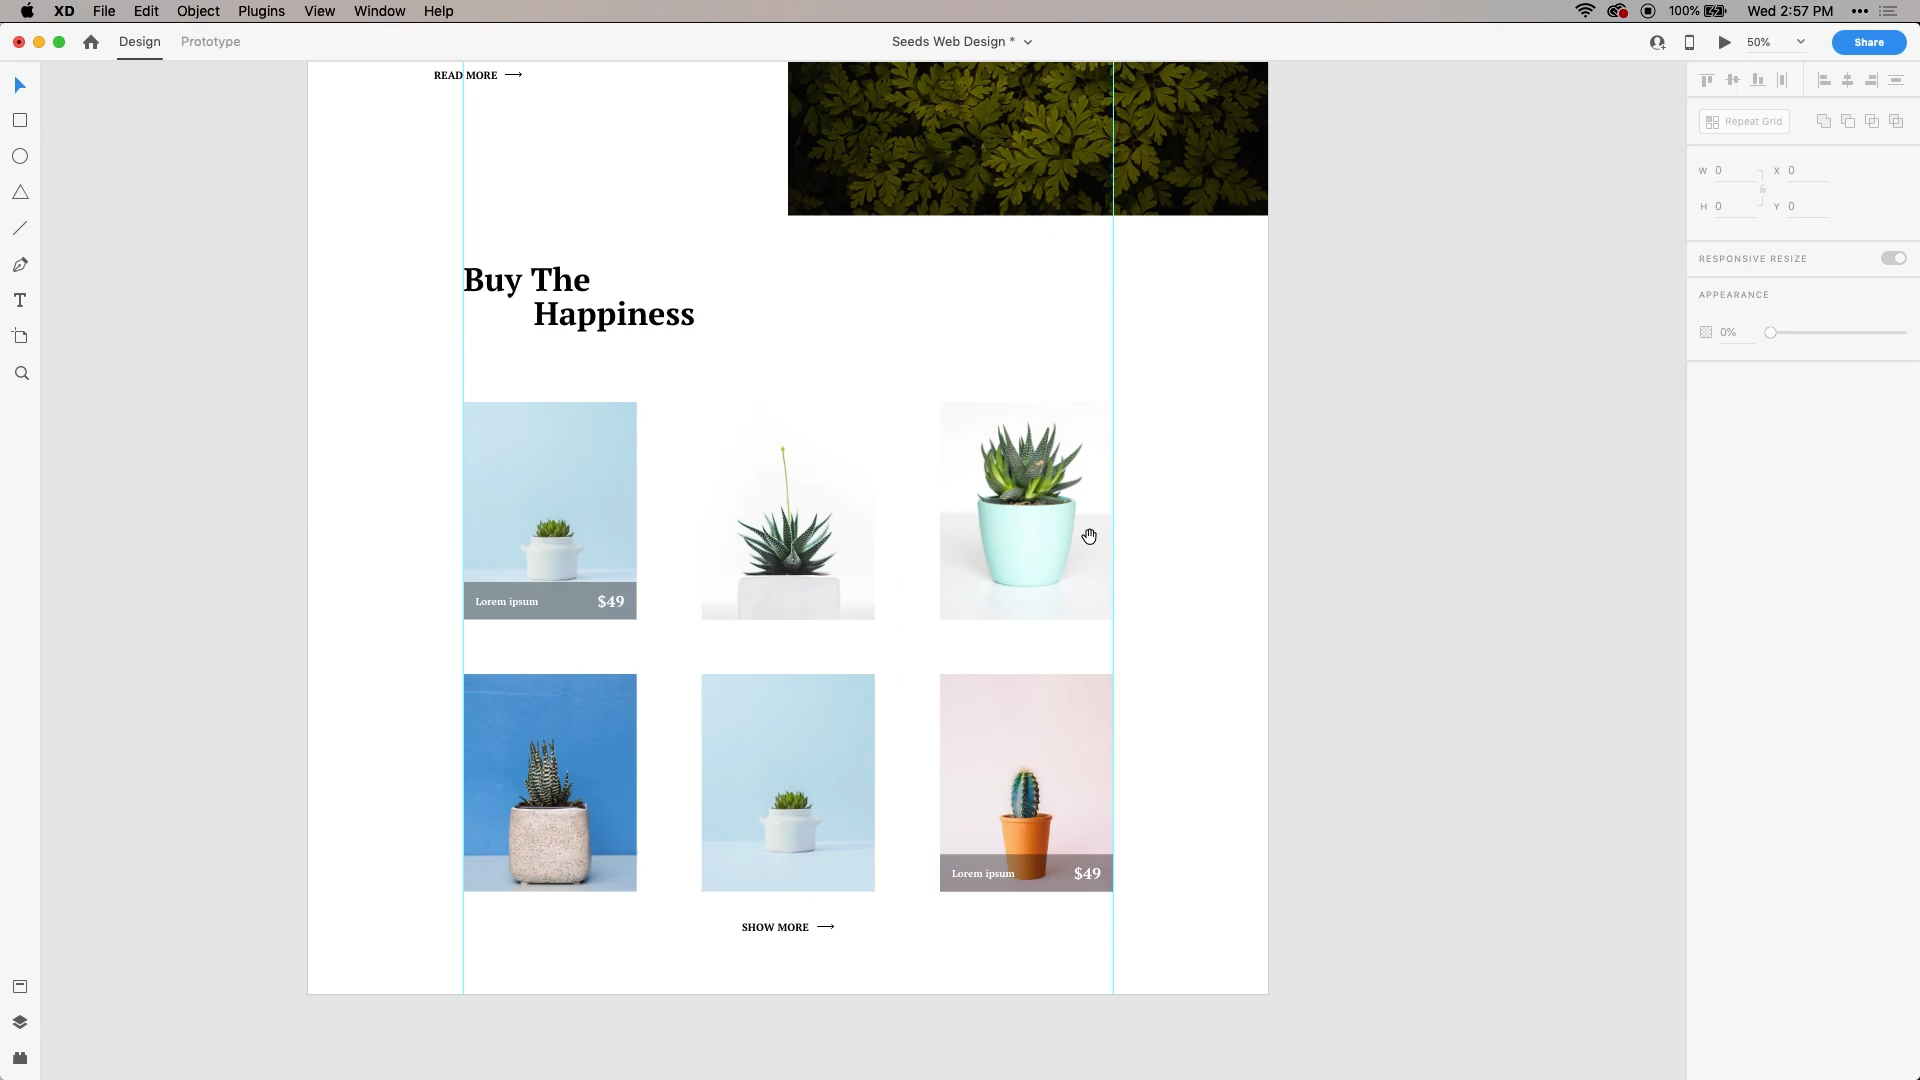 XD File Edit Object Plugins View Window Help 100% Wed 2:57 PM
Design Prototype Seeds Web Design * 50% Share
READ MORE
Repeat Grid
W 0 X 0
H 0 Y 0
RESPONSIVE RESIZE
APPEARANCE
0%
Buy The
Happiness
Lorem ipsum $49
Lorem ipsum $49
SHOW MORE